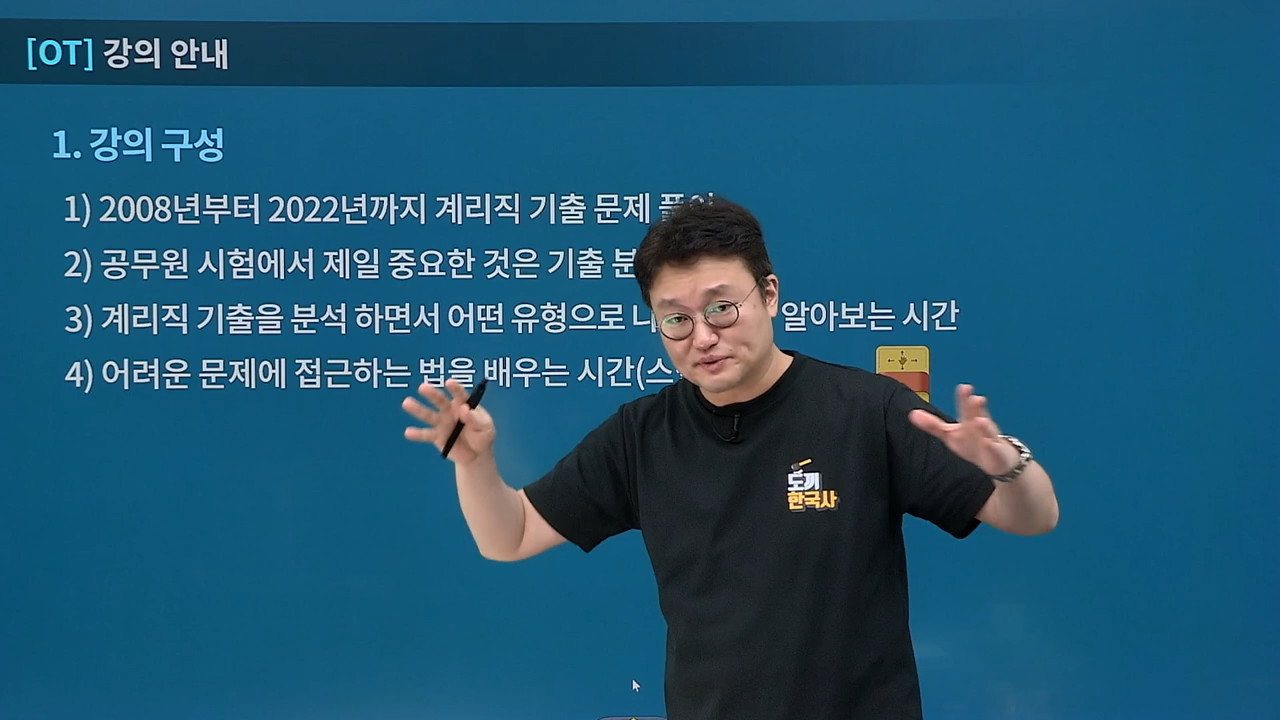 [OT] 강의 안내
1. 강의 구성
1) 2008년부터 2022년까지 계리직 기출 문제
2) 공무원 시험에서 제일 중요한 것은 기출
3) 계리직 기출을 분석 하면서 어떤 유형으로 알아보는 시간
4) 어려운 문제에 접근하는 법을 배우는 시간(스
도끼
한국사